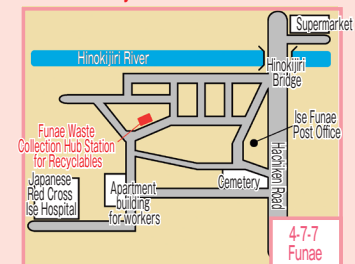 Supermarket
Hinokijiri River
Hinokijiri
Bridge
Funae Waste
Collection Hub Station
for Recyclables
Ise Funae
Post Office
Hachiken Road
Japanese
Red Cross
Ise Hospital
Apartment
building
for workers
Cemetery
4-7-7
Funae